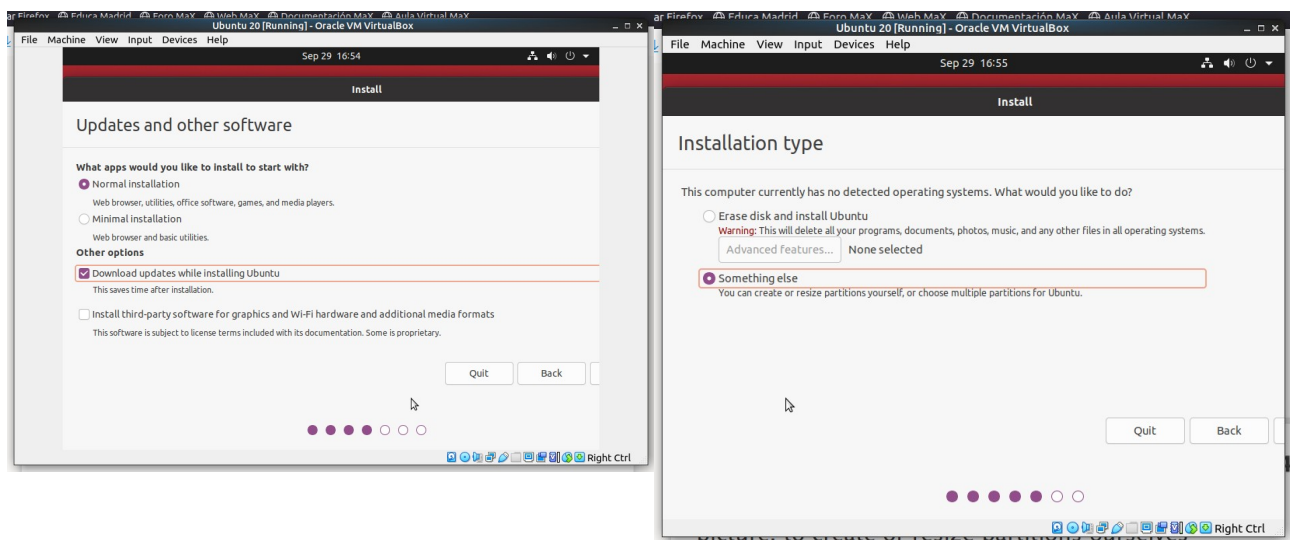 ar Firefox Educa Madrid Foro MaX Web MaX Documentación MaX Aula Virtual MaX
Ubuntu 20 [Running] - Oracle VM VirtualBox
File Machine View Input Devices Help
Sep 29 16:54
Install
Updates and other software
What apps would you like to install to start with?
Normal installation
Web browser, utilities, office software, games, and media players.
Minimal installation
Web browser and basic utilities.
Other options
Download updates while installing Ubuntu
This saves time after installation.
Install third-party software for graphics and Wi-Fi hardware and additional media formats
This software is subject to license terms included with its documentation. Some is proprietary.
Quit Back
Right Ctrl
ar Firefox Educa Madrid Foro MaX Web MaX Documentación MaX Aula Virtual MaX
Ubuntu 20 [Running] - Oracle VM VirtualBox
File Machine View Input Devices Help
Sep 29 16:55
Install
Installation type
This computer currently has no detected operating systems. What would you like to do?
Erase disk and install Ubuntu
Warning: This will delete all your programs, documents, photos, music, and any other files in all operating systems.
Advanced features... None selected
Something else
You can create or resize partitions yourself, or choose multiple partitions for Ubuntu.
Quit Back
Right Ctrl
picture, to create or resize partitions ourselves